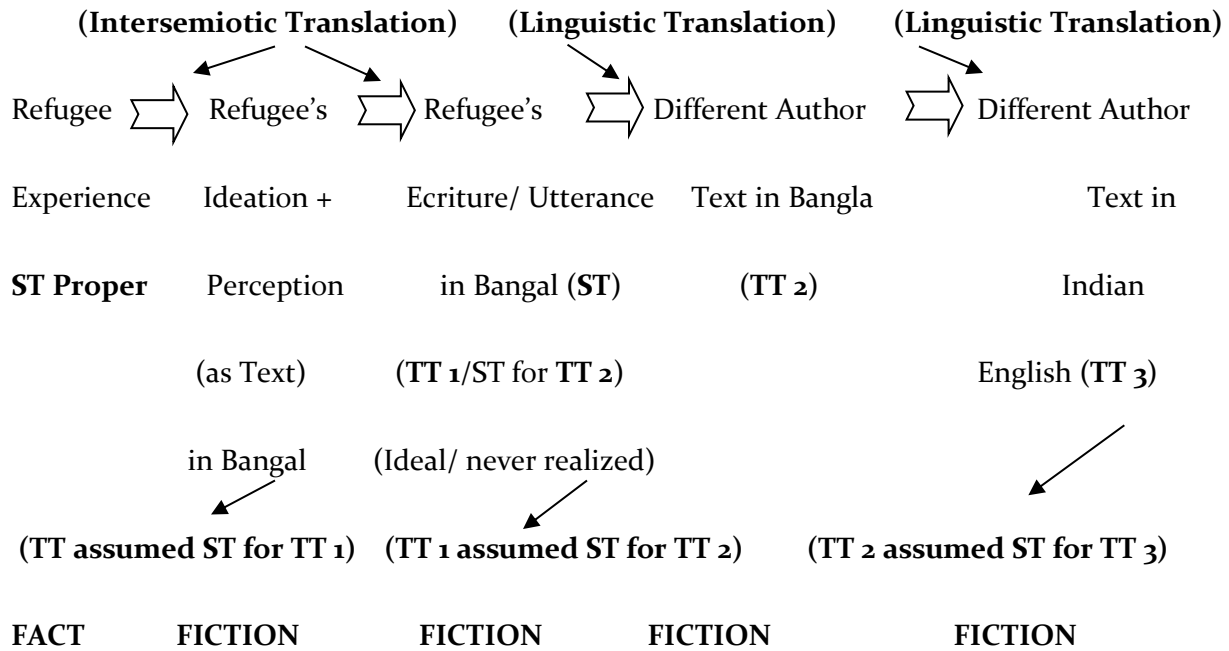 (Intersemiotic Translation) (Linguistic Translation) (Linguistic Translation)
Refugee Refugee’s Refugee’s Different Author Different Author
Experience Ideation + Ecriture/ Utterance Text in Bangla Text in
ST Proper Perception in Bangal (ST) (TT 2) Indian
(as Text) (TT 1/ST for TT 2) English (TT 3)
in Bangal (Ideal/ never realized)
(TT assumed ST for TT 1) (TT 1 assumed ST for TT 2) (TT 2 assumed ST for TT 3)
FACT FICTION FICTION FICTION FICTION